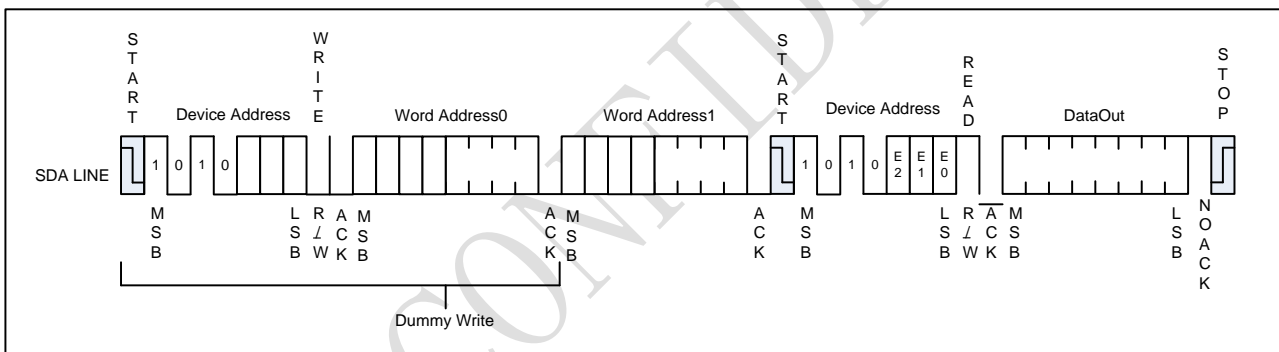 START
WRITE
START
READ
STOP
Device Address
Word Address0
Word Address1
Device Address
DataOut
SDA LINE
1 0 1 0
1 0 1 0 E2 E1 E0
MSB
LSB
R/W
ACK
MSB
ACK
MSB
ACK
MSB
LSB
R/W
ACK
MSB
LSB
NOACK
Dummy Write
CONFID